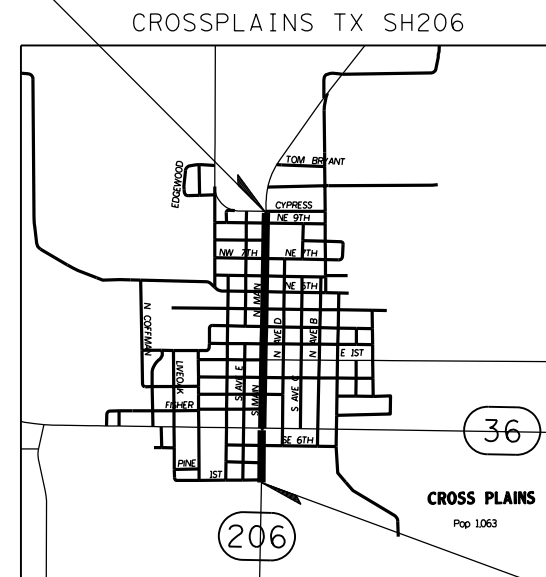 CROSSPLAINS TX SH206
TOM BRYANT
EDGEWOOD
CYPRESS
NE 9TH
NW 7TH
NE 7TH
NE 5TH
N MAIN
N COFFMAN
N AVE D
N AVE B
E 1ST
LIVEOAK
S AVE E
S MAIN
S AVE C
FISHER
36
SE 6TH
PINE
1ST
CROSS PLAINS
Pop 1,063
206